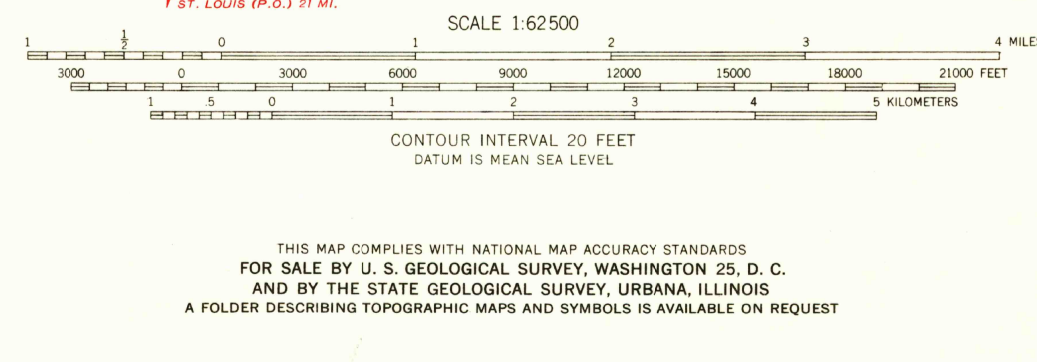 ST. LOUIS (P.O.) 21 MI.
SCALE 1:62500
1 1/2 0 1 2 3 4 MILE
3000 0 3000 6000 9000 12000 15000 18000 21000 FEET
1 .5 0 1 2 3 4 5 KILOMETERS
CONTOUR INTERVAL 20 FEET
DATUM IS MEAN SEA LEVEL
THIS MAP COMPLIES WITH NATIONAL MAP ACCURACY STANDARDS
FOR SALE BY U. S. GEOLOGICAL SURVEY, WASHINGTON 25, D. C.
AND BY THE STATE GEOLOGICAL SURVEY, URBANA, ILLINOIS
A FOLDER DESCRIBING TOPOGRAPHIC MAPS AND SYMBOLS IS AVAILABLE ON REQUEST